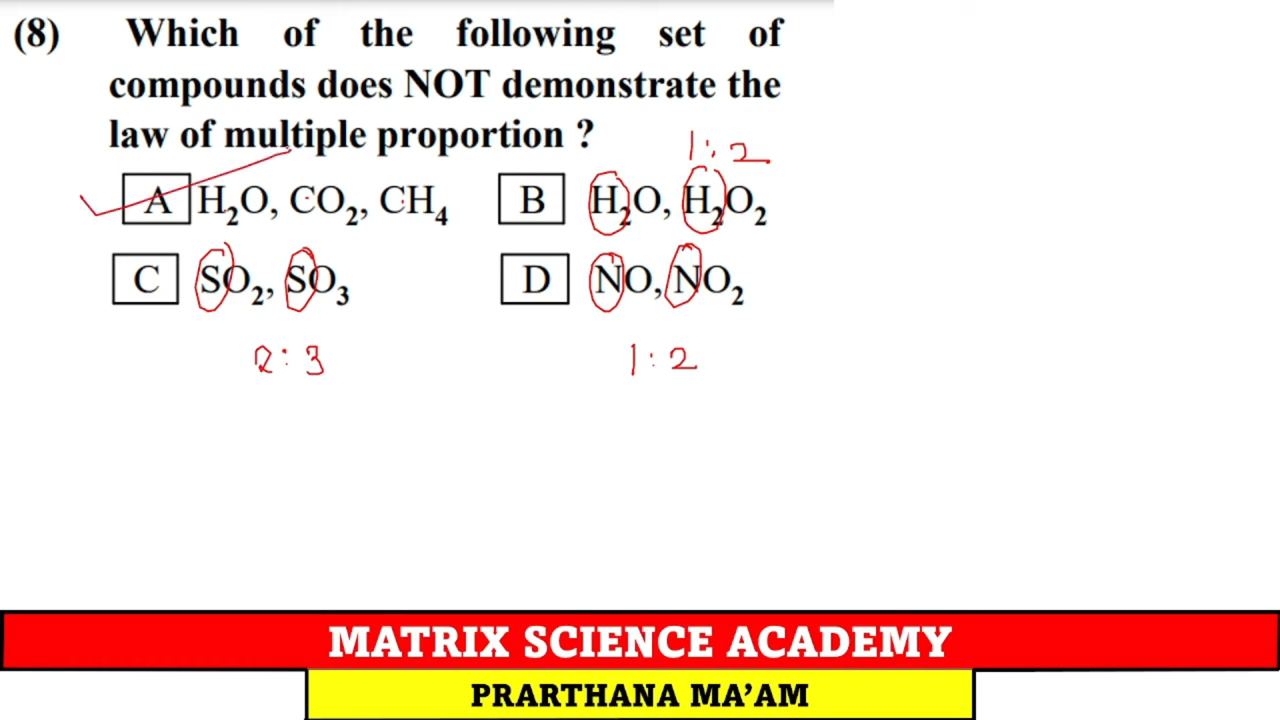 (8) Which of the following set of
compounds does NOT demonstrate the
law of multiple proportion ?
1 : 2
A H₂O, CO₂, CH₄ B H₂O, H₂O₂
C SO₂, SO₃ D NO, NO₂
2 : 3 1 : 2
MATRIX SCIENCE ACADEMY
PRARTHANA MA’AM